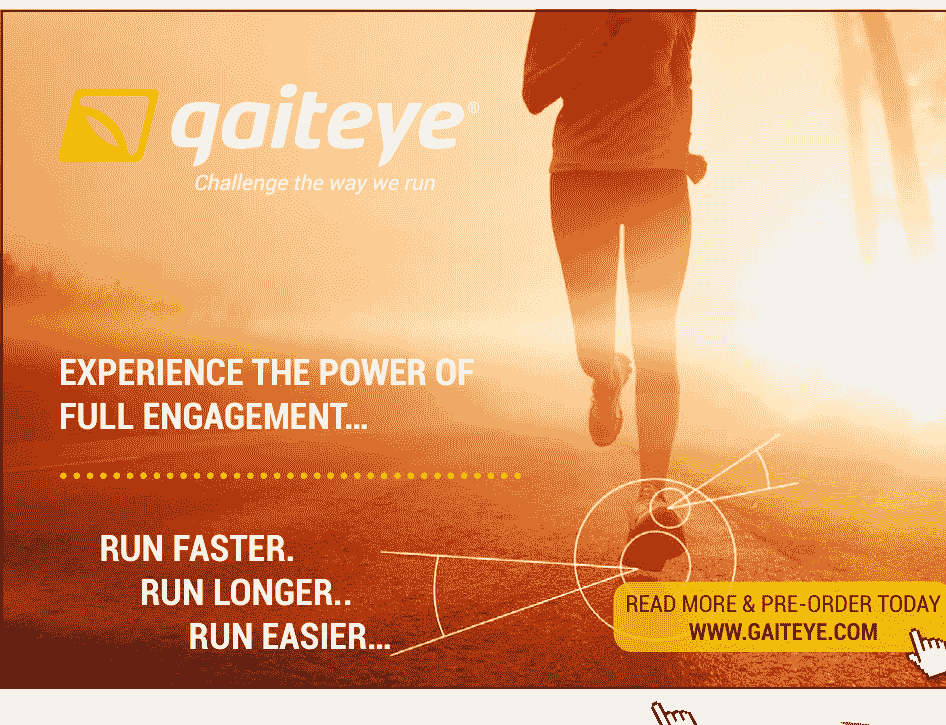 gaiteye®
Challenge the way we run
EXPERIENCE THE POWER OF
FULL ENGAGEMENT...
RUN FASTER.
RUN LONGER..
RUN EASIER...
READ MORE & PRE-ORDER TODAY
WWW.GAITEYE.COM